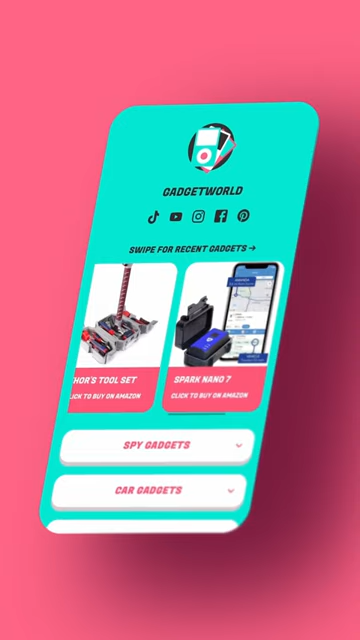 GADGETWORLD
SWIPE FOR RECENT GADGETS →
HOR'S TOOL SET
ICK TO BUY ON AMAZON
SPARK NANO 7
CLICK TO BUY ON AMAZON
SPY GADGETS
CAR GADGETS